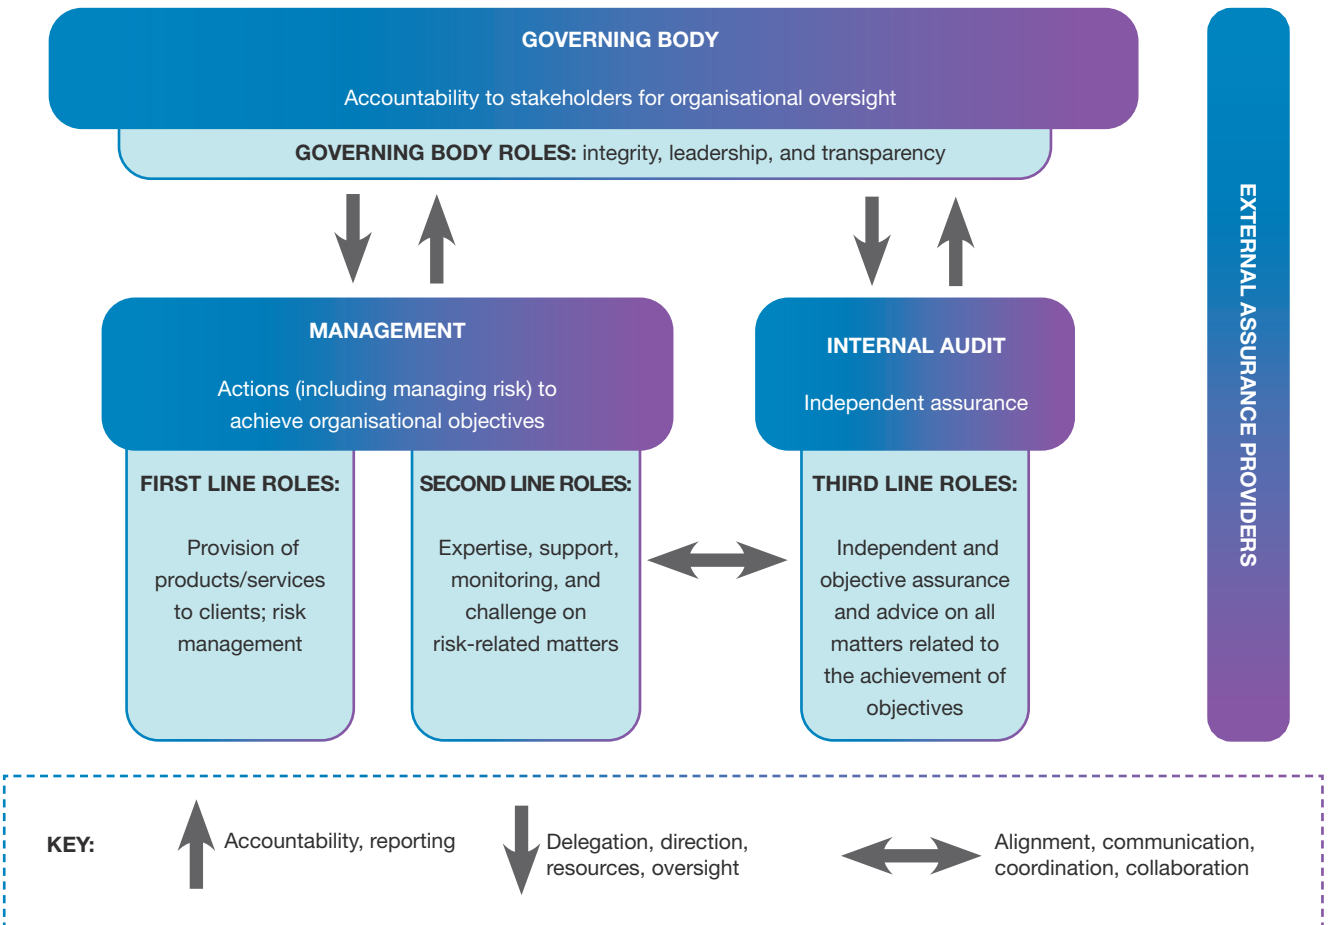 GOVERNING BODY
Accountability to stakeholders for organisational oversight
GOVERNING BODY ROLES: integrity, leadership, and transparency
MANAGEMENT
Actions (including managing risk) to
achieve organisational objectives
INTERNAL AUDIT
Independent assurance
FIRST LINE ROLES:
Provision of
products/services
to clients; risk
management
SECOND LINE ROLES:
Expertise, support,
monitoring, and
challenge on
risk-related matters
THIRD LINE ROLES:
Independent and
objective assurance
and advice on all
matters related to
the achievement of
objectives
EXTERNAL ASSURANCE PROVIDERS
KEY:
Accountability, reporting
Delegation, direction,
resources, oversight
Alignment, communication,
coordination, collaboration